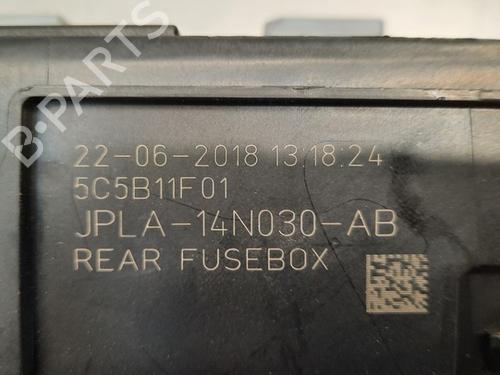 B-PARTS
22-06-2018 13:18:24
5C5B11F01
JPLA-14N030-AB
REAR FUSEBOX